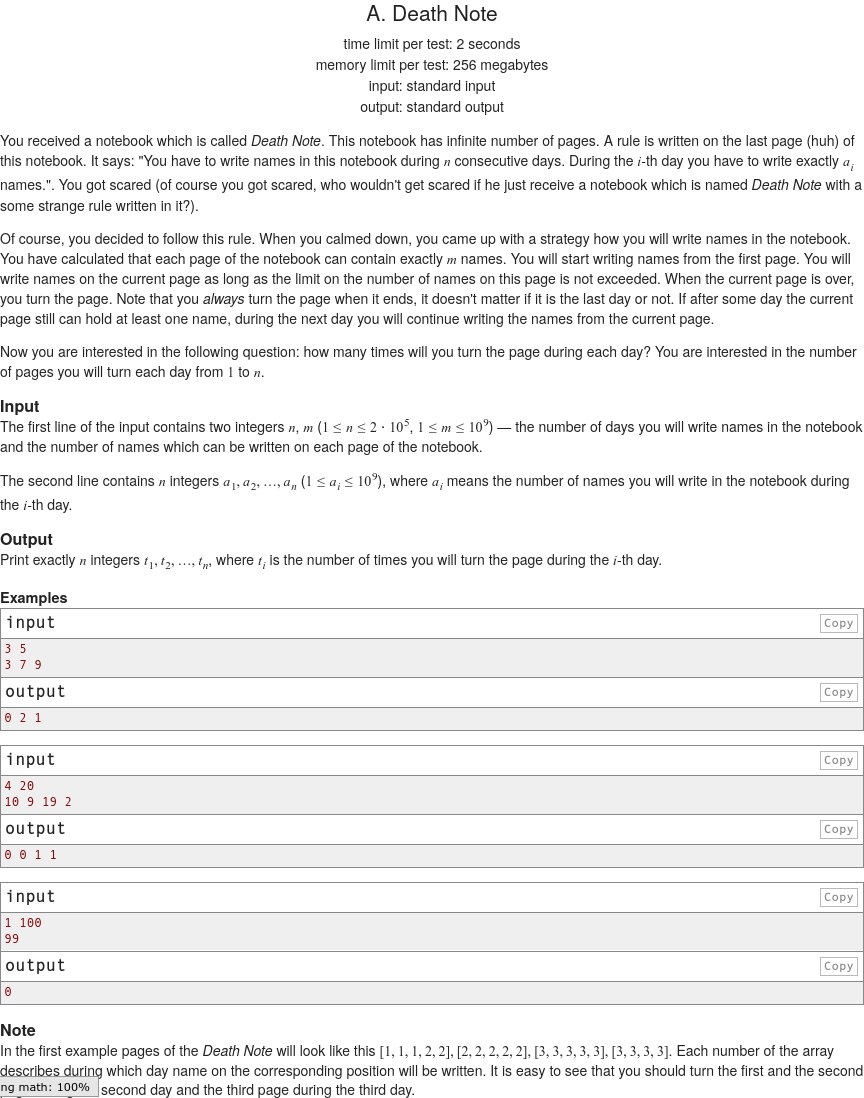 A. Death Note
time limit per test: 2 seconds
memory limit per test: 256 megabytes
input: standard input
output: standard output
You received a notebook which is called Death Note. This notebook has infinite number of pages. A rule is written on the last page (huh) of
this notebook. It says: "You have to write names in this notebook during n consecutive days. During the i-th day you have to write exactly a_i
names.". You got scared (of course you got scared, who wouldn't get scared if he just receive a notebook which is named Death Note with a
some strange rule written in it?).
Of course, you decided to follow this rule. When you calmed down, you came up with a strategy how you will write names in the notebook.
You have calculated that each page of the notebook can contain exactly m names. You will start writing names from the first page. You will
write names on the current page as long as the limit on the number of names on this page is not exceeded. When the current page is over,
you turn the page. Note that you always turn the page when it ends, it doesn't matter if it is the last day or not. If after some day the current
page still can hold at least one name, during the next day you will continue writing the names from the current page.
Now you are interested in the following question: how many times will you turn the page during each day? You are interested in the number
of pages you will turn each day from 1 to n.
Input
The first line of the input contains two integers n, m (1 ≤ n ≤ 2 · 10^5, 1 ≤ m ≤ 10^9) — the number of days you will write names in the notebook
and the number of names which can be written on each page of the notebook.
The second line contains n integers a_1, a_2, …, a_n (1 ≤ a_i ≤ 10^9), where a_i means the number of names you will write in the notebook during
the i-th day.
Output
Print exactly n integers t_1, t_2, …, t_n, where t_i is the number of times you will turn the page during the i-th day.
Examples
input Copy
3 5
3 7 9
output Copy
0 2 1
input Copy
4 20
10 9 19 2
output Copy
0 0 1 1
input Copy
1 100
99
output Copy
0
Note
In the first example pages of the Death Note will look like this [1, 1, 1, 2, 2], [2, 2, 2, 2, 2], [3, 3, 3, 3, 3], [3, 3, 3, 3]. Each number of the array
describes during which day name on the corresponding position will be written. It is easy to see that you should turn the first and the second
ng math: 100% second day and the third page during the third day.